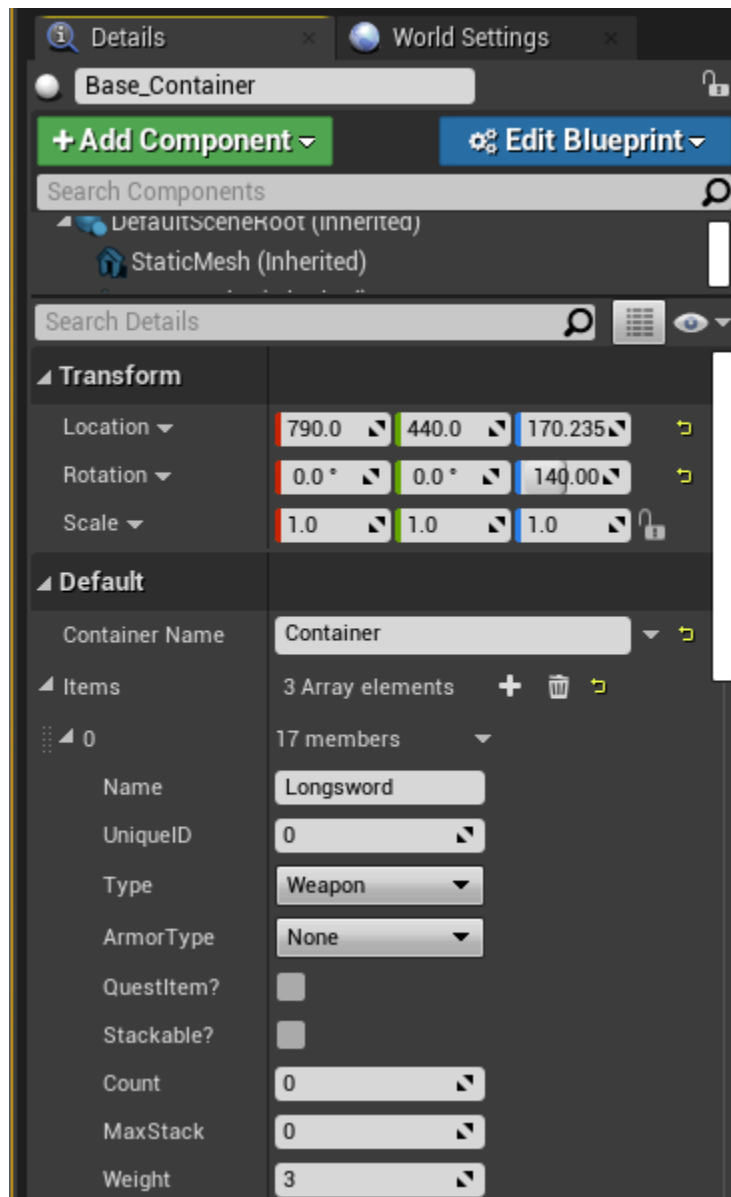 Details
World Settings
Base_Container
+ Add Component
Edit Blueprint
Search Components
DefaultSceneRoot (Inherited)
StaticMesh (Inherited)
Search Details
Transform
Location 790.0 440.0 170.235
Rotation 0.0 ° 0.0 ° 140.00
Scale 1.0 1.0 1.0
Default
Container Name Container
Items 3 Array elements
0 17 members
Name Longsword
UniqueID 0
Type Weapon
ArmorType None
QuestItem?
Stackable?
Count 0
MaxStack 0
Weight 3